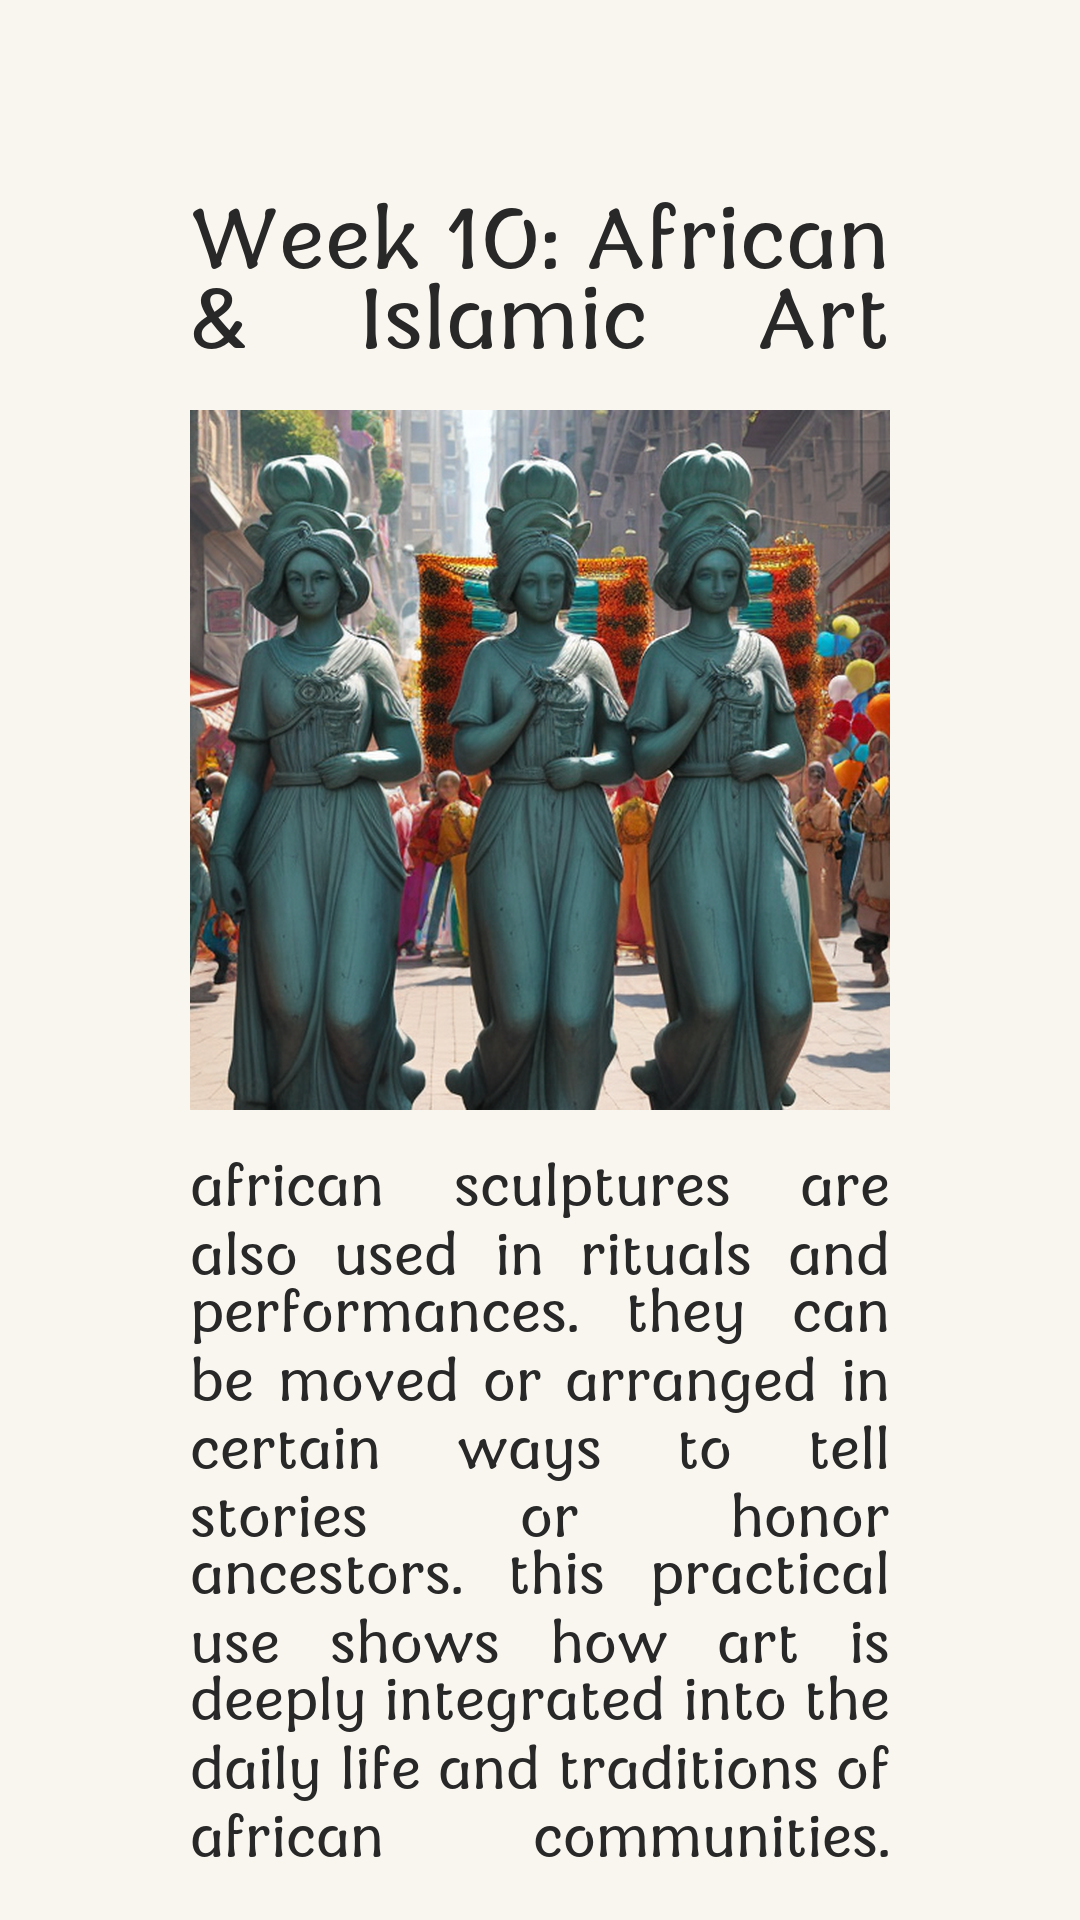 Week 10: African
& Islamic Art
african sculptures are
also used in rituals and
performances. they can
be moved or arranged in
certain ways to tell
stories or honor
ancestors. this practical
use shows how art is
deeply integrated into the
daily life and traditions of
african communities.